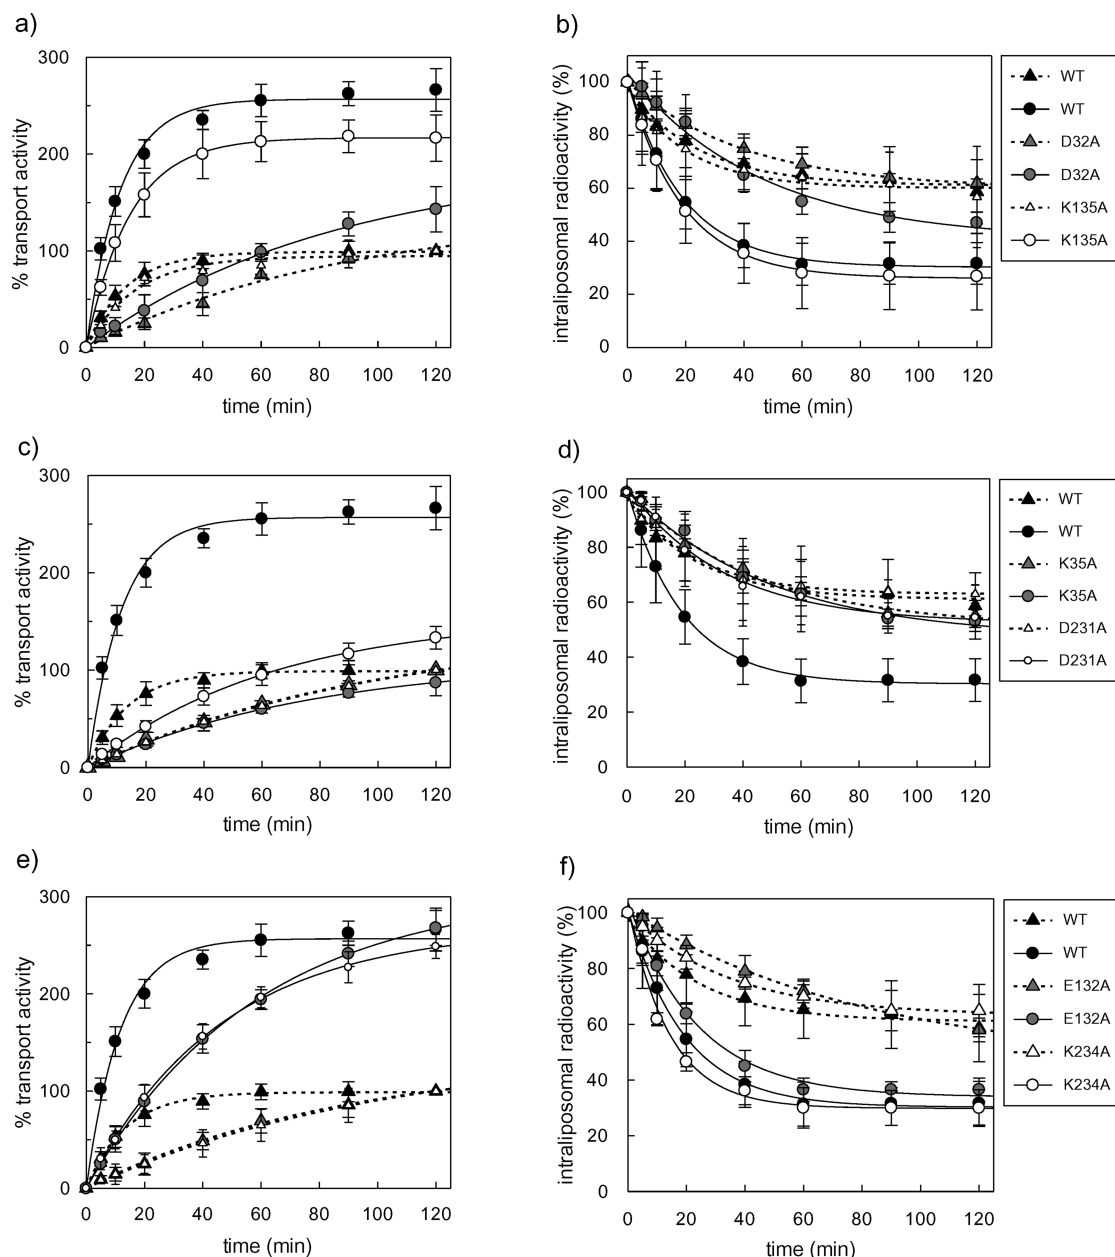 a)
% transport activity
300
200
100
0
0 20 40 60 80 100 120
time (min)
b)
intraliposomal radioactivity (%)
100
80
60
40
20
0
0 20 40 60 80 100 120
time (min)
WT
WT
D32A
D32A
K135A
K135A
c)
% transport activity
300
200
100
0
0 20 40 60 80 100 120
time (min)
d)
intraliposomal radioactivity (%)
100
80
60
40
20
0
0 20 40 60 80 100 120
time (min)
WT
WT
K35A
K35A
D231A
D231A
e)
% transport activity
300
200
100
0
0 20 40 60 80 100 120
time (min)
f)
intraliposomal radioactivity (%)
100
80
60
40
20
0
0 20 40 60 80 100 120
time (min)
WT
WT
E132A
E132A
K234A
K234A